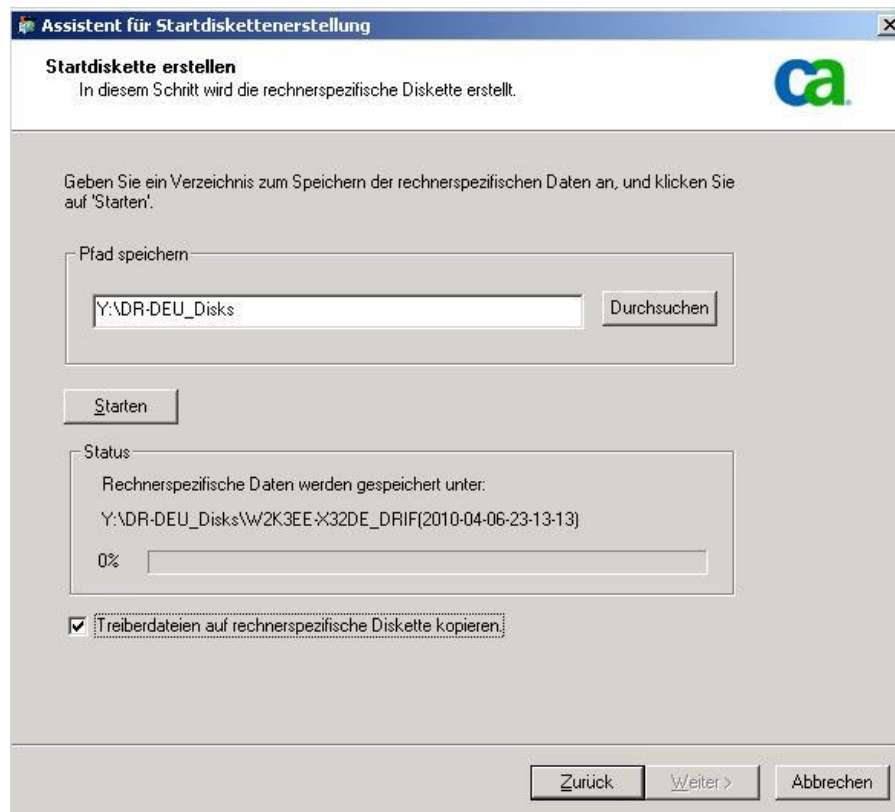 Assistent für Startdiskettenerstellung
Startdiskette erstellen
In diesem Schritt wird die rechnerspezifische Diskette erstellt.
ca
Geben Sie ein Verzeichnis zum Speichern der rechnerspezifischen Daten an, und klicken Sie
auf 'Starten'.
Pfad speichern
Y:\DR-DEU_Disks
Durchsuchen
Starten
Status
Rechnerspezifische Daten werden gespeichert unter:
Y:\DR-DEU_Disks\W2K3EE-X32DE_DRIF(2010-04-06-23-13-13)
0%
Treiberdateien auf rechnerspezifische Diskette kopieren.
Zurück
Weiter >
Abbrechen